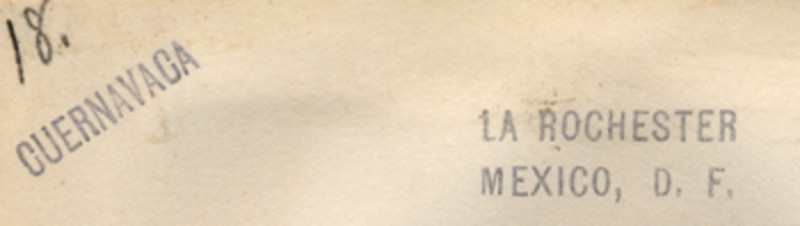 18.
CUERNAVACA
LA ROCHESTER
MEXICO, D. F.